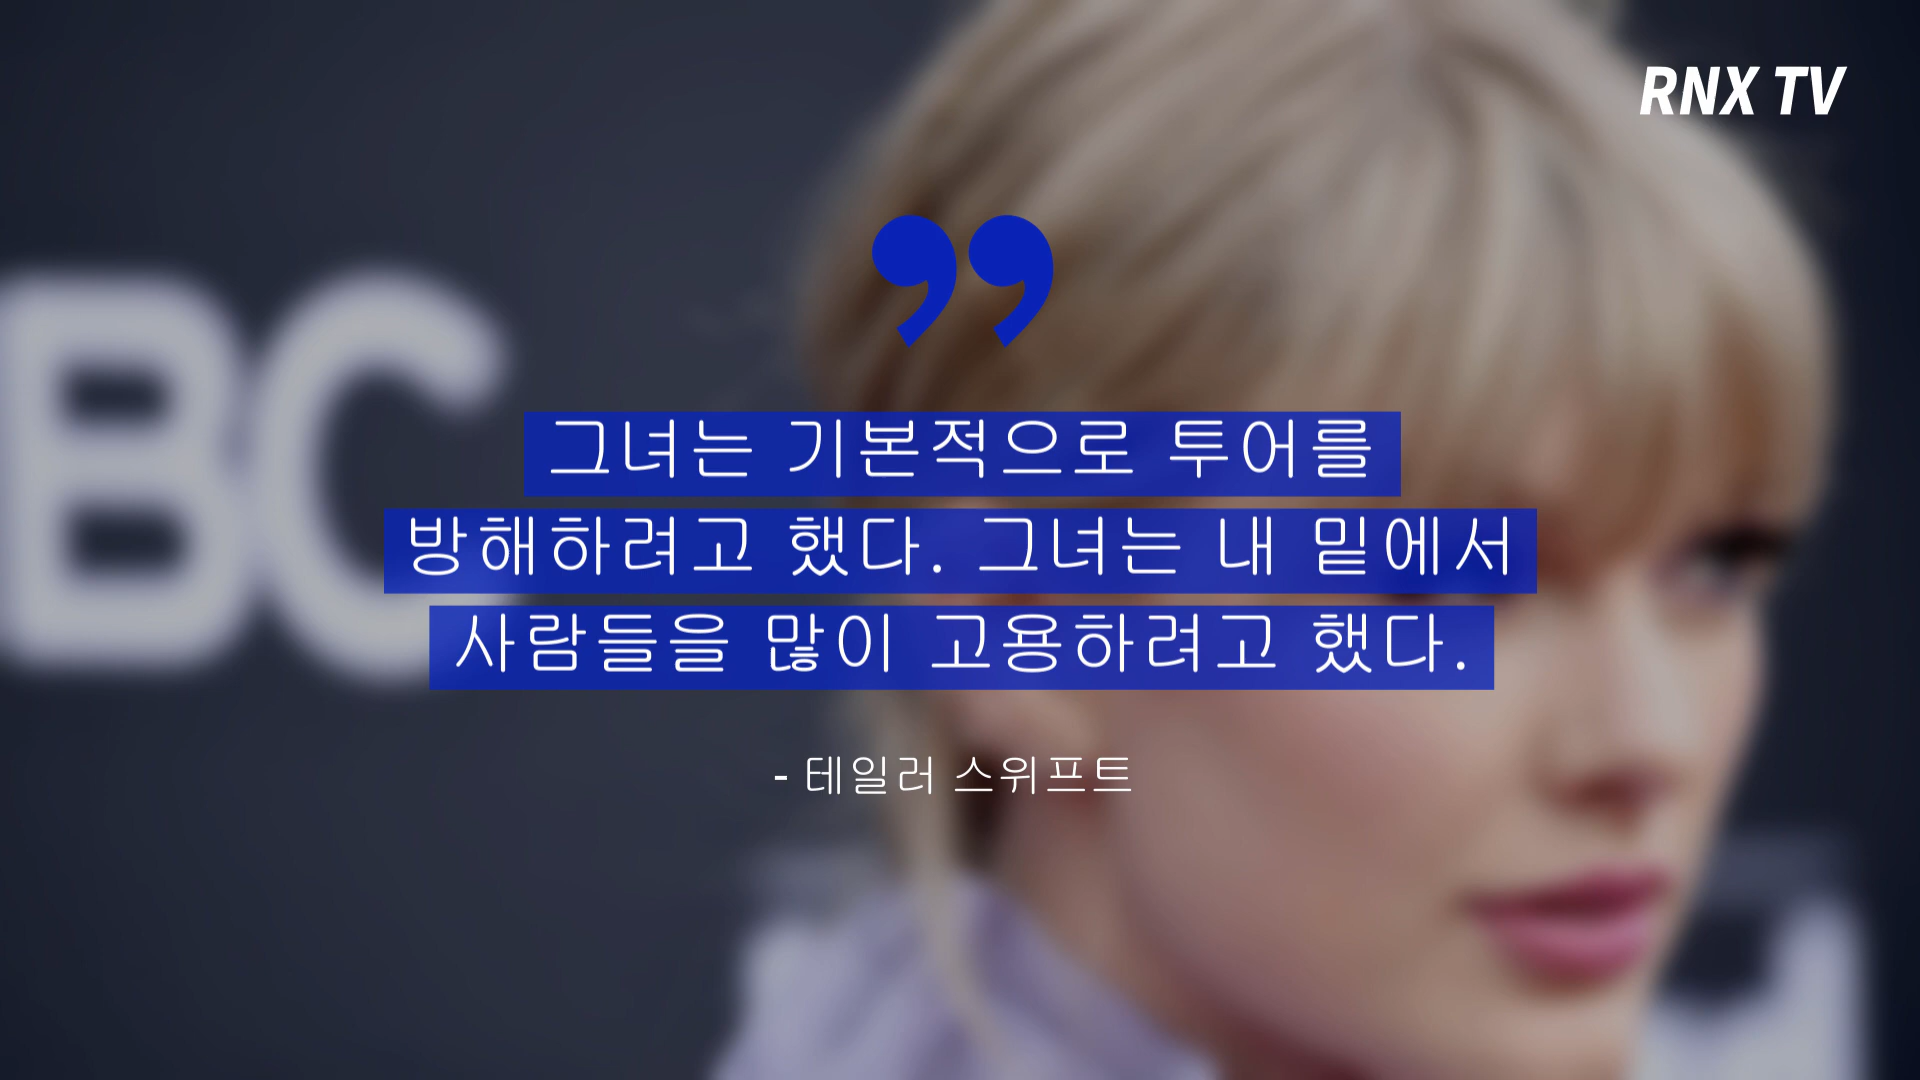 RNX TV
BC
그녀는 기본적으로 투어를
방해하려고 했다. 그녀는 내 밑에서
사람들을 많이 고용하려고 했다.
- 테일러 스위프트